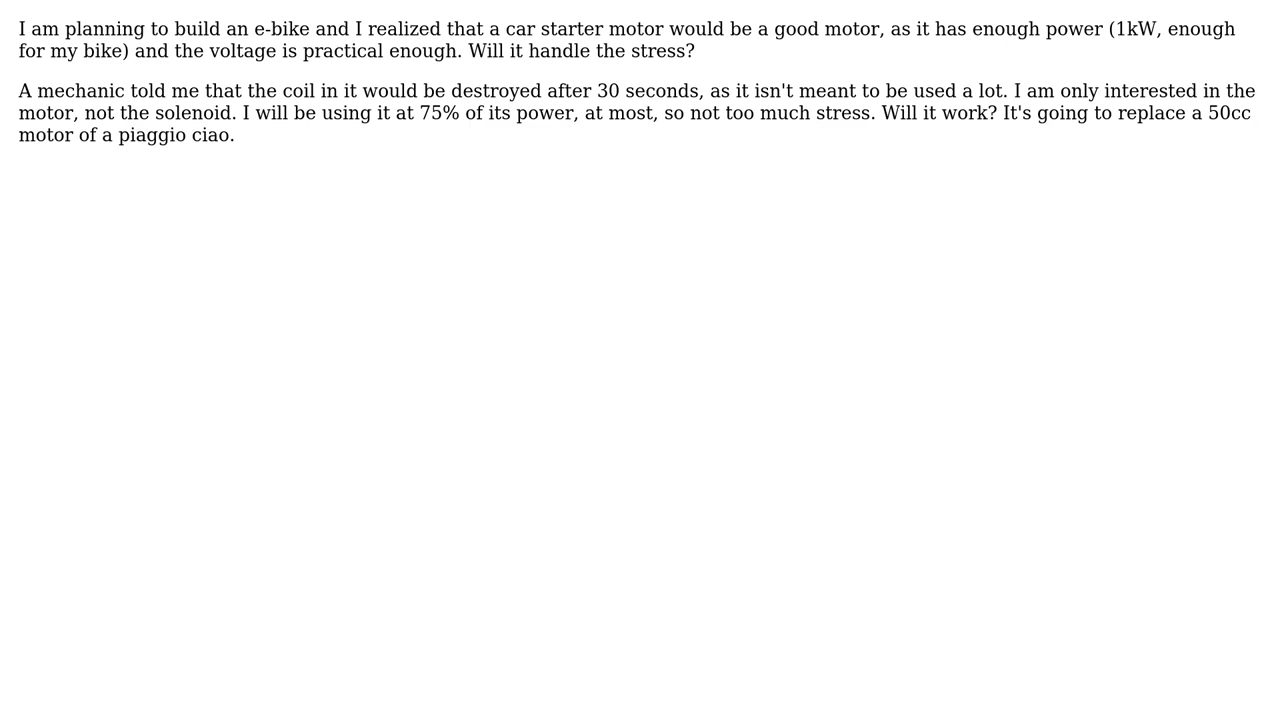 I am planning to build an e-bike and I realized that a car starter motor would be a good motor, as it has enough power (1kW, enough
for my bike) and the voltage is practical enough. Will it handle the stress?
A mechanic told me that the coil in it would be destroyed after 30 seconds, as it isn't meant to be used a lot. I am only interested in the
motor, not the solenoid. I will be using it at 75% of its power, at most, so not too much stress. Will it work? It's going to replace a 50cc
motor of a piaggio ciao.